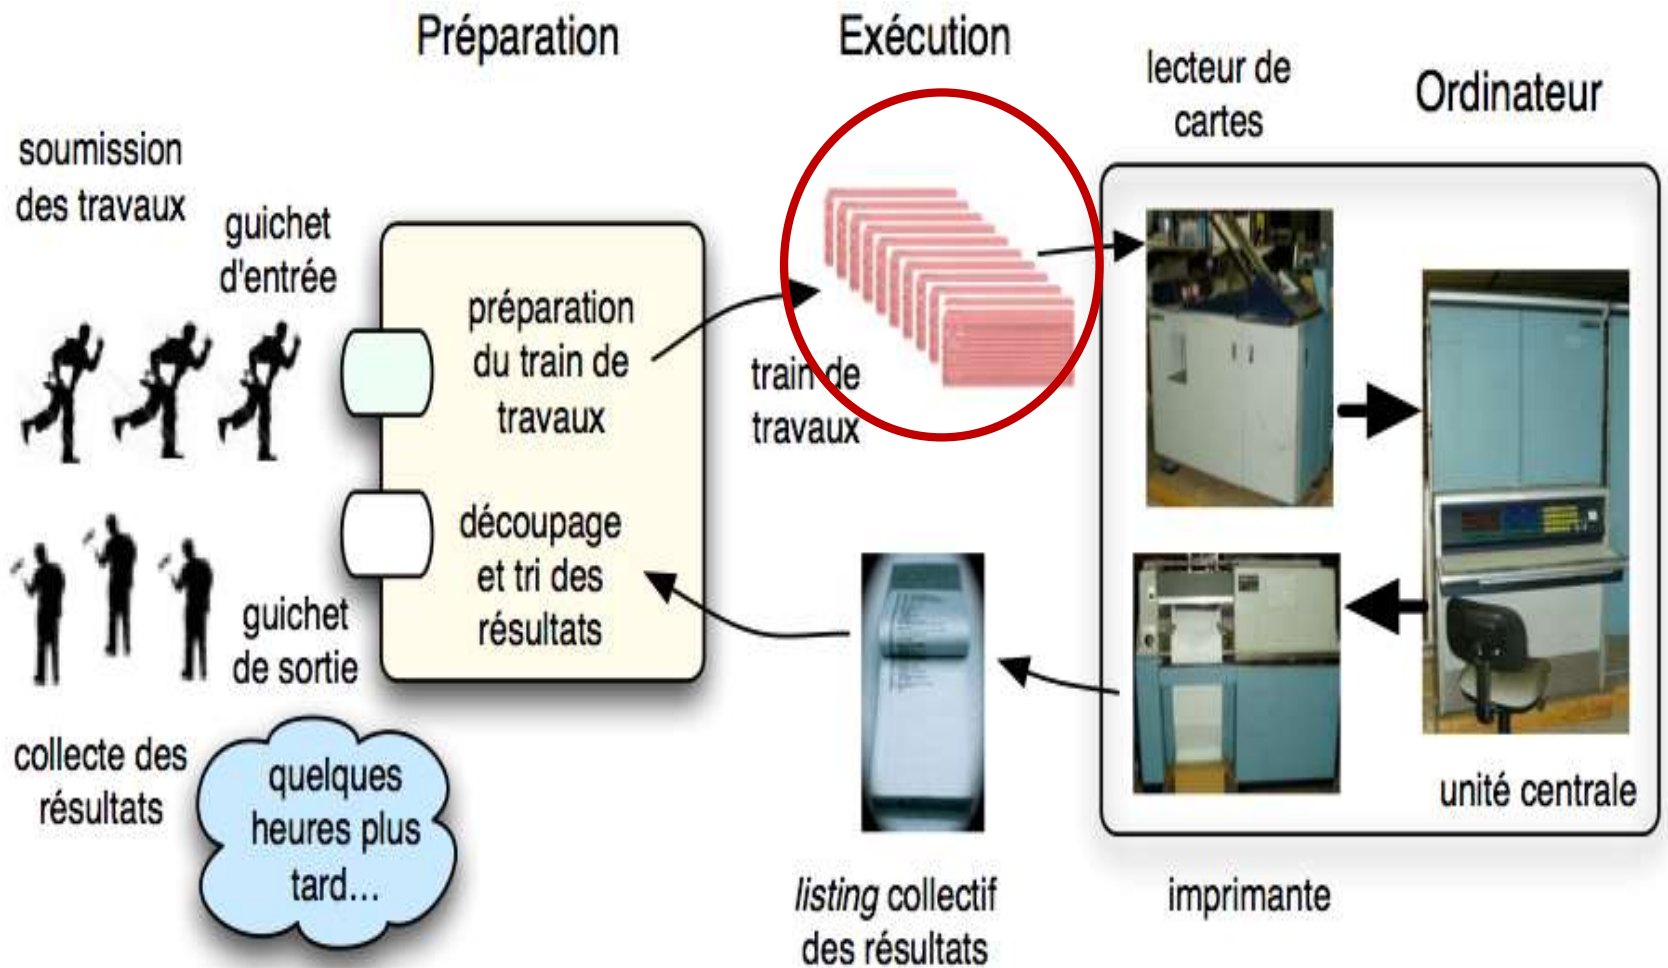 Préparation
Exécution
lecteur de
cartes
Ordinateur
soumission
des travaux
guichet
d'entrée
préparation
du train de
travaux
train de
travaux
découpage
et tri des
résultats
guichet
de sortie
collecte des
résultats
quelques
heures plus
tard...
unité centrale
listing collectif
des résultats
imprimante